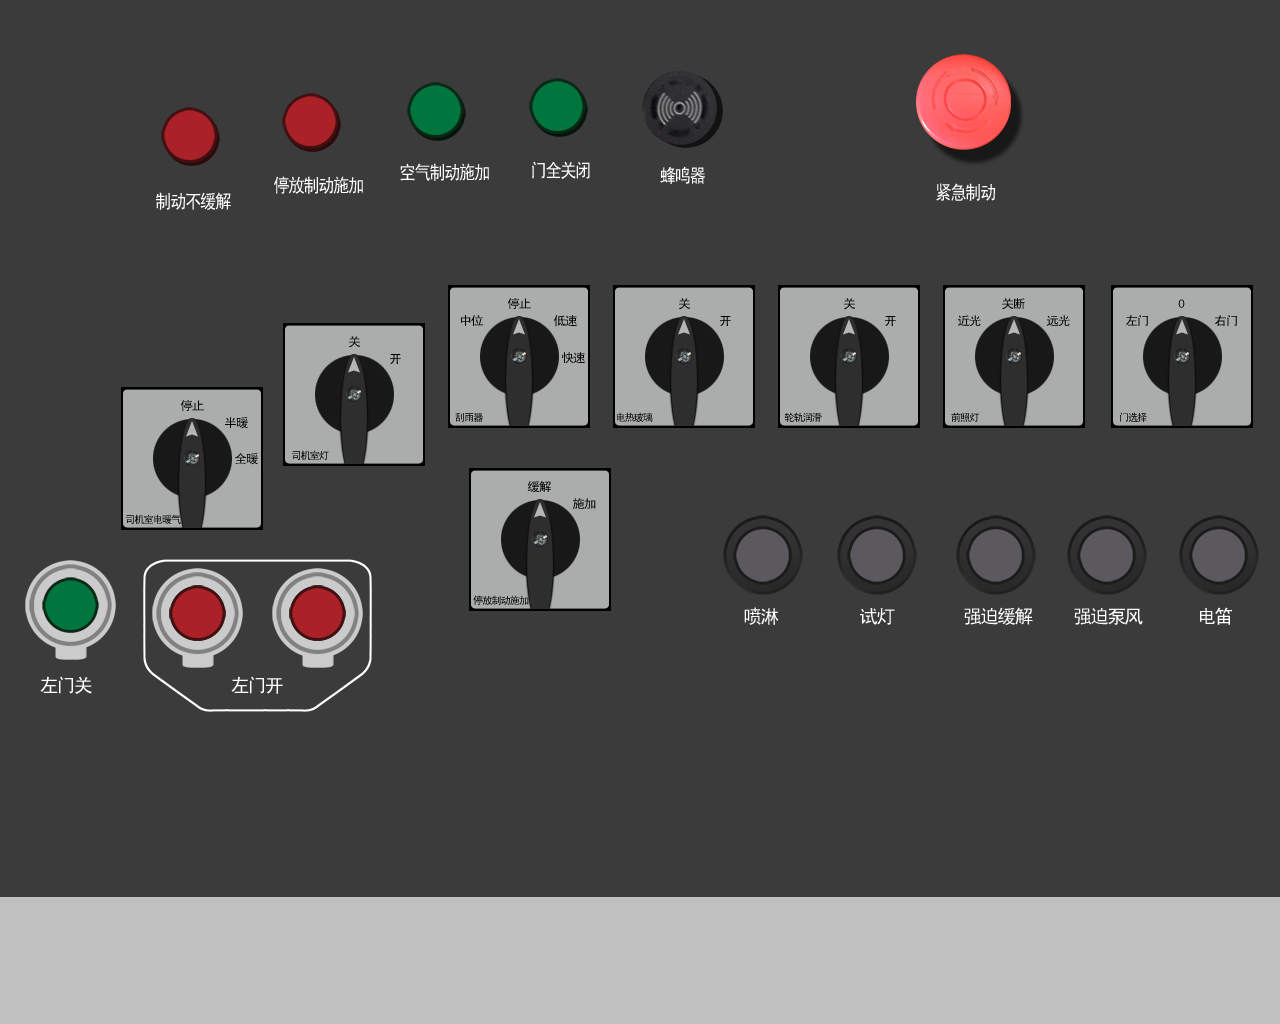 制动不缓解
停放制动施加
空气制动施加
门全关闭
蜂鸣器
紧急制动
停止
半暖
全暖
司机室电暖气
关
开
司机室灯
停止
中位
低速
快速
刮雨器
关
开
电热玻璃
关
开
轮轨润滑
关断
近光
远光
前照灯
0
左门
右门
门选择
缓解
施加
停放制动施加
喷淋
试灯
强迫缓解
强迫泵风
电笛
左门关
左门开